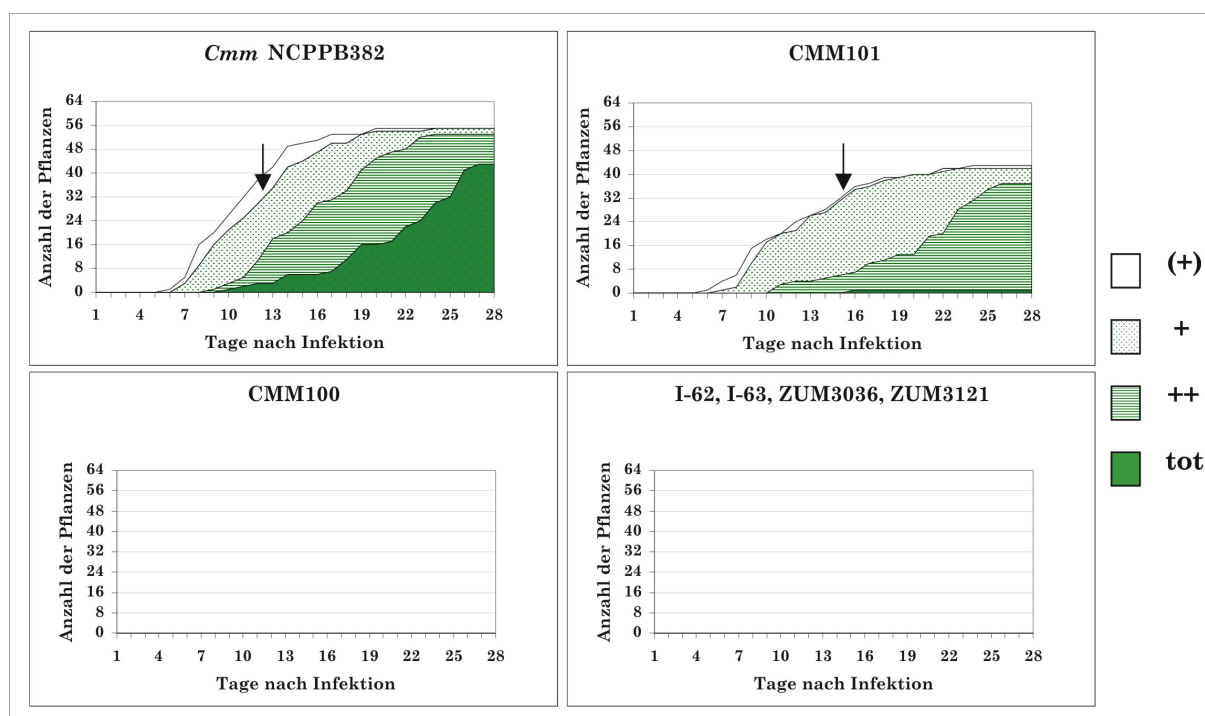 Cmm NCPPB382
Anzahl der Pflanzen
64
56
48
40
32
24
16
8
0
1 4 7 10 13 16 19 22 25 28
Tage nach Infektion
CMM101
Anzahl der Pflanzen
64
56
48
40
32
24
16
8
0
1 4 7 10 13 16 19 22 25 28
Tage nach Infektion
CMM100
Anzahl der Pflanzen
64
56
48
40
32
24
16
8
0
1 4 7 10 13 16 19 22 25 28
Tage nach Infektion
I-62, I-63, ZUM3036, ZUM3121
Anzahl der Pflanzen
64
56
48
40
32
24
16
8
0
1 4 7 10 13 16 19 22 25 28
Tage nach Infektion
(+)
+
++
tot